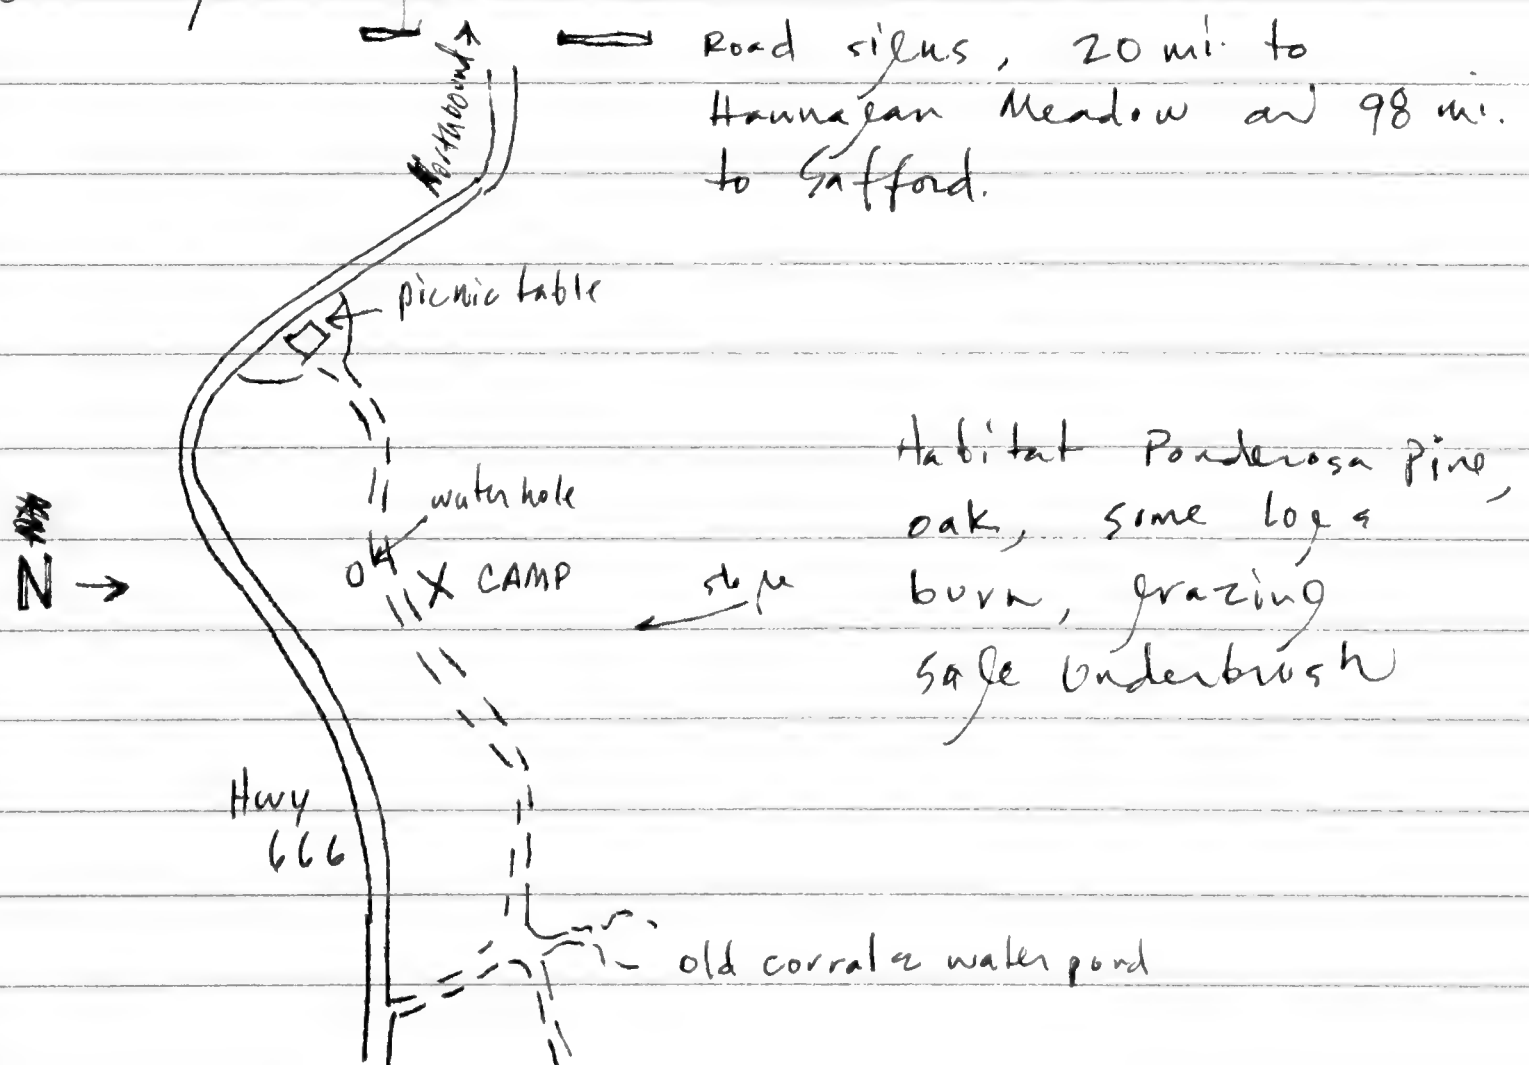 Road signs, 20 mi. to
Hannagan Meadow and 98 mi.
to Safford.
Northbound
picnic table
Habitat Ponderosa Pine,
oak, some logs
burn, grazing
sage underbrush
water hole
N
O X CAMP
slope
Hwy
666
old corral & water pond